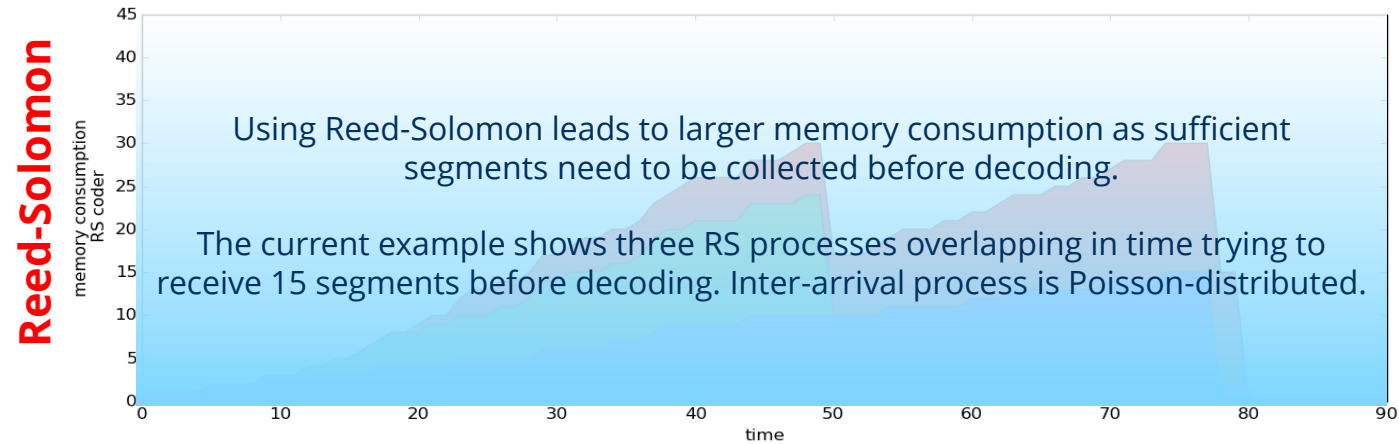 Reed-Solomon
memory consumption
RS coder
45
40
35
30
25
20
15
10
5
0
Using Reed-Solomon leads to larger memory consumption as sufficient
segments need to be collected before decoding.
The current example shows three RS processes overlapping in time trying to
receive 15 segments before decoding. Inter-arrival process is Poisson-distributed.
0 10 20 30 40 50 60 70 80 90
time